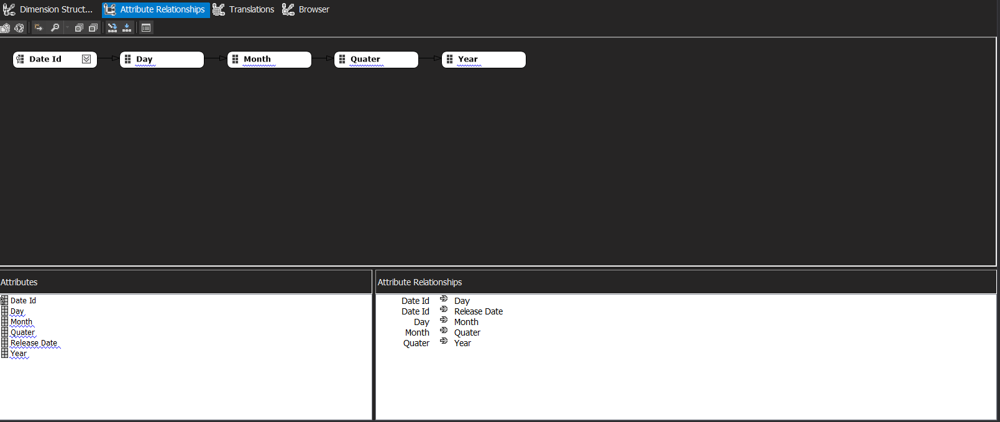 Dimension Struct... Attribute Relationships Translations Browser
Date Id Day Month Quater Year
Attributes
Date Id
Day
Month
Quater
Release Date
Year
Attribute Relationships
Date Id Day
Date Id Release Date
Day Month
Month Quater
Quater Year